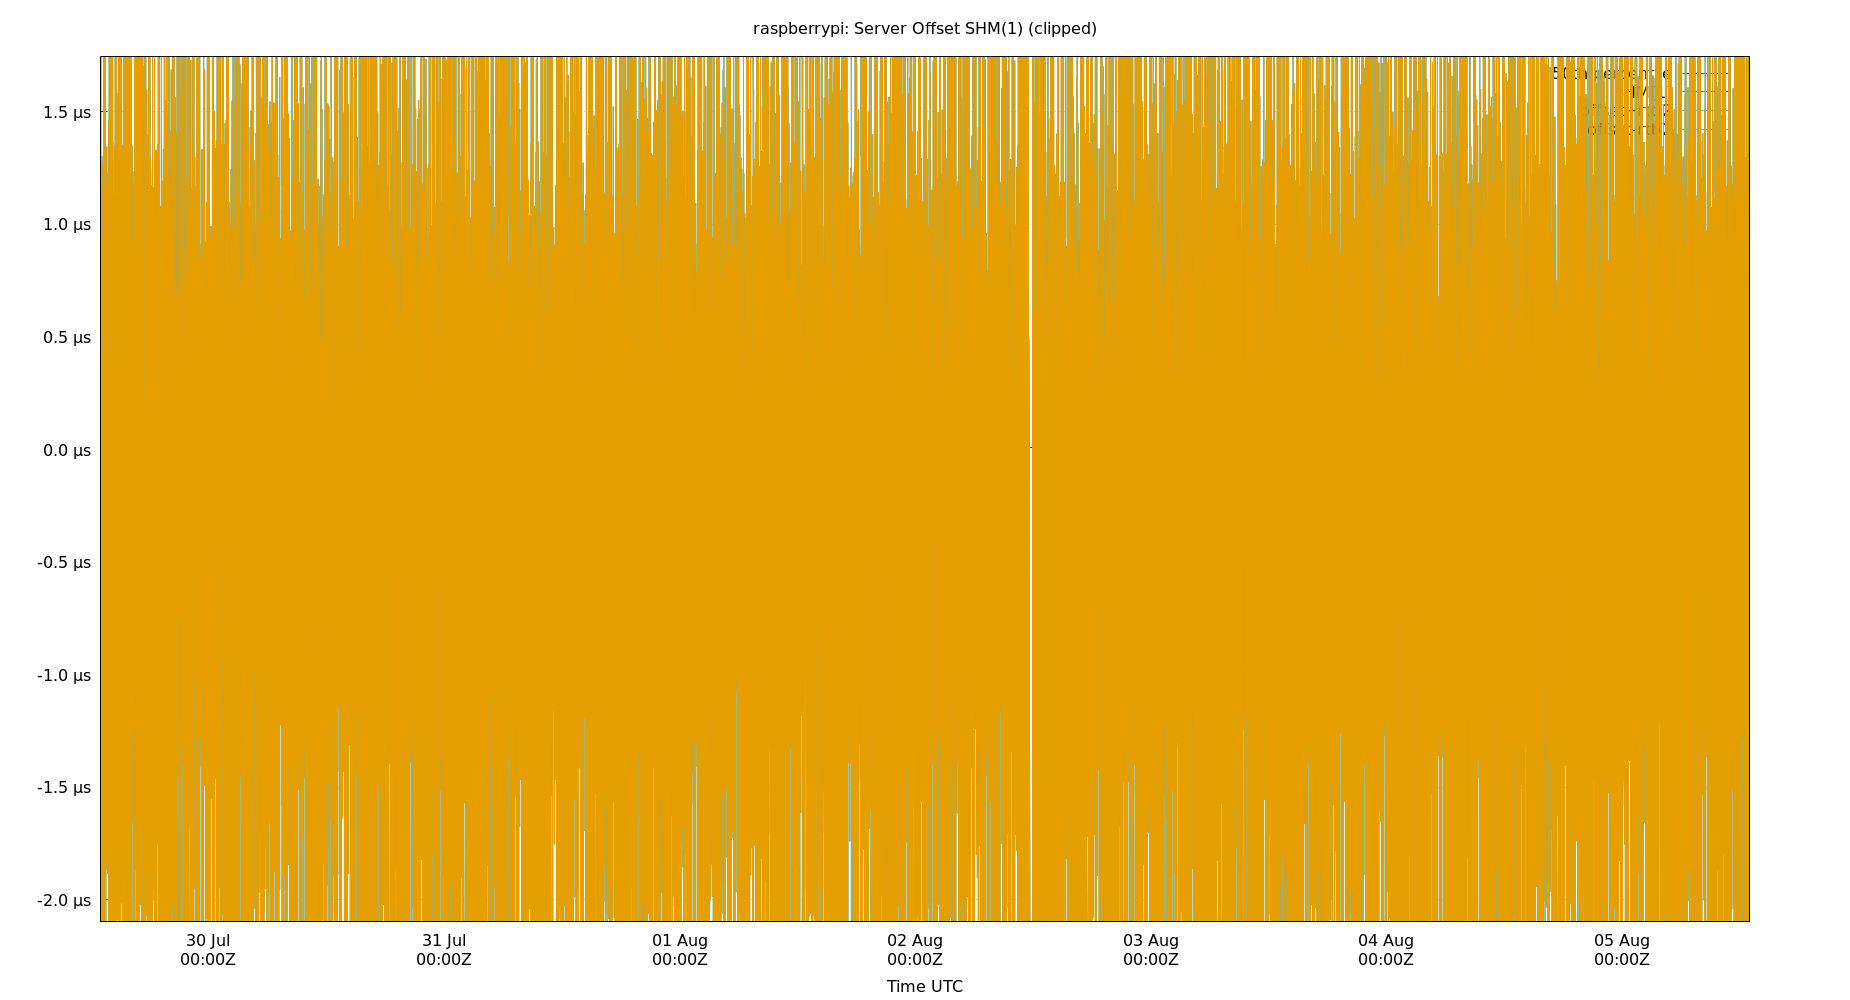 raspberrypi: Server Offset SHM(1) (clipped)
1.5 µs
1.0 µs
0.5 µs
0.0 µs
-0.5 µs
-1.0 µs
-1.5 µs
-2.0 µs
30 Jul 31 Jul 01 Aug 02 Aug 03 Aug 04 Aug 05 Aug
00:00Z 00:00Z 00:00Z 00:00Z 00:00Z 00:00Z 00:00Z
Time UTC